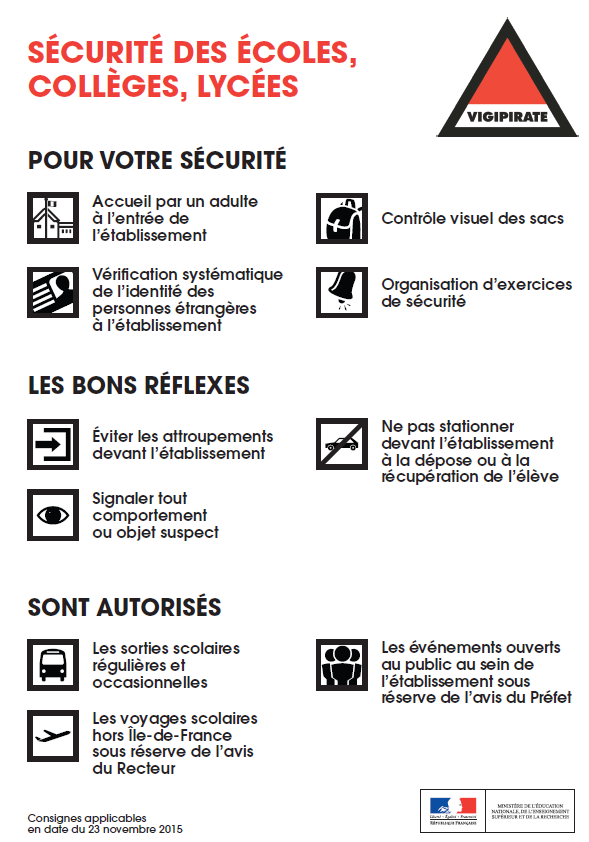 SÉCURITÉ DES ÉCOLES,
COLLÈGES, LYCÉES
VIGIPIRATE
POUR VOTRE SÉCURITÉ
Accueil par un adulte
à l'entrée de
l'établissement
Contrôle visuel des sacs
Vérification systématique
de l'identité des
personnes étrangères
à l'établissement
Organisation d'exercices
de sécurité
LES BONS RÉFLEXES
Éviter les attroupements
devant l'établissement
Ne pas stationner
devant l'établissement
à la dépose ou à la
récupération de l'élève
Signaler tout
comportement
ou objet suspect
SONT AUTORISÉS
Les sorties scolaires
régulières et
occasionnelles
Les événements ouverts
au public au sein de
l'établissement sous
réserve de l'avis du Préfet
Les voyages scolaires
hors Île-de-France
sous réserve de l'avis
du Recteur
Consignes applicables
en date du 23 novembre 2015
Liberté • Égalité • Fraternité
RÉPUBLIQUE FRANÇAISE
MINISTÈRE DE L'ÉDUCATION
NATIONALE, DE L'ENSEIGNEMENT
SUPÉRIEUR ET DE LA RECHERCHE